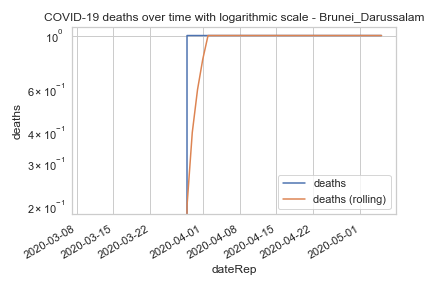 COVID-19 deaths over time with logarithmic scale - Brunei_Darussalam
10⁰
6 × 10⁻¹
4 × 10⁻¹
3 × 10⁻¹
2 × 10⁻¹
deaths
deaths
deaths (rolling)
2020-03-08
2020-03-15
2020-03-22
2020-04-01
2020-04-08
2020-04-15
2020-04-22
2020-05-01
dateRep